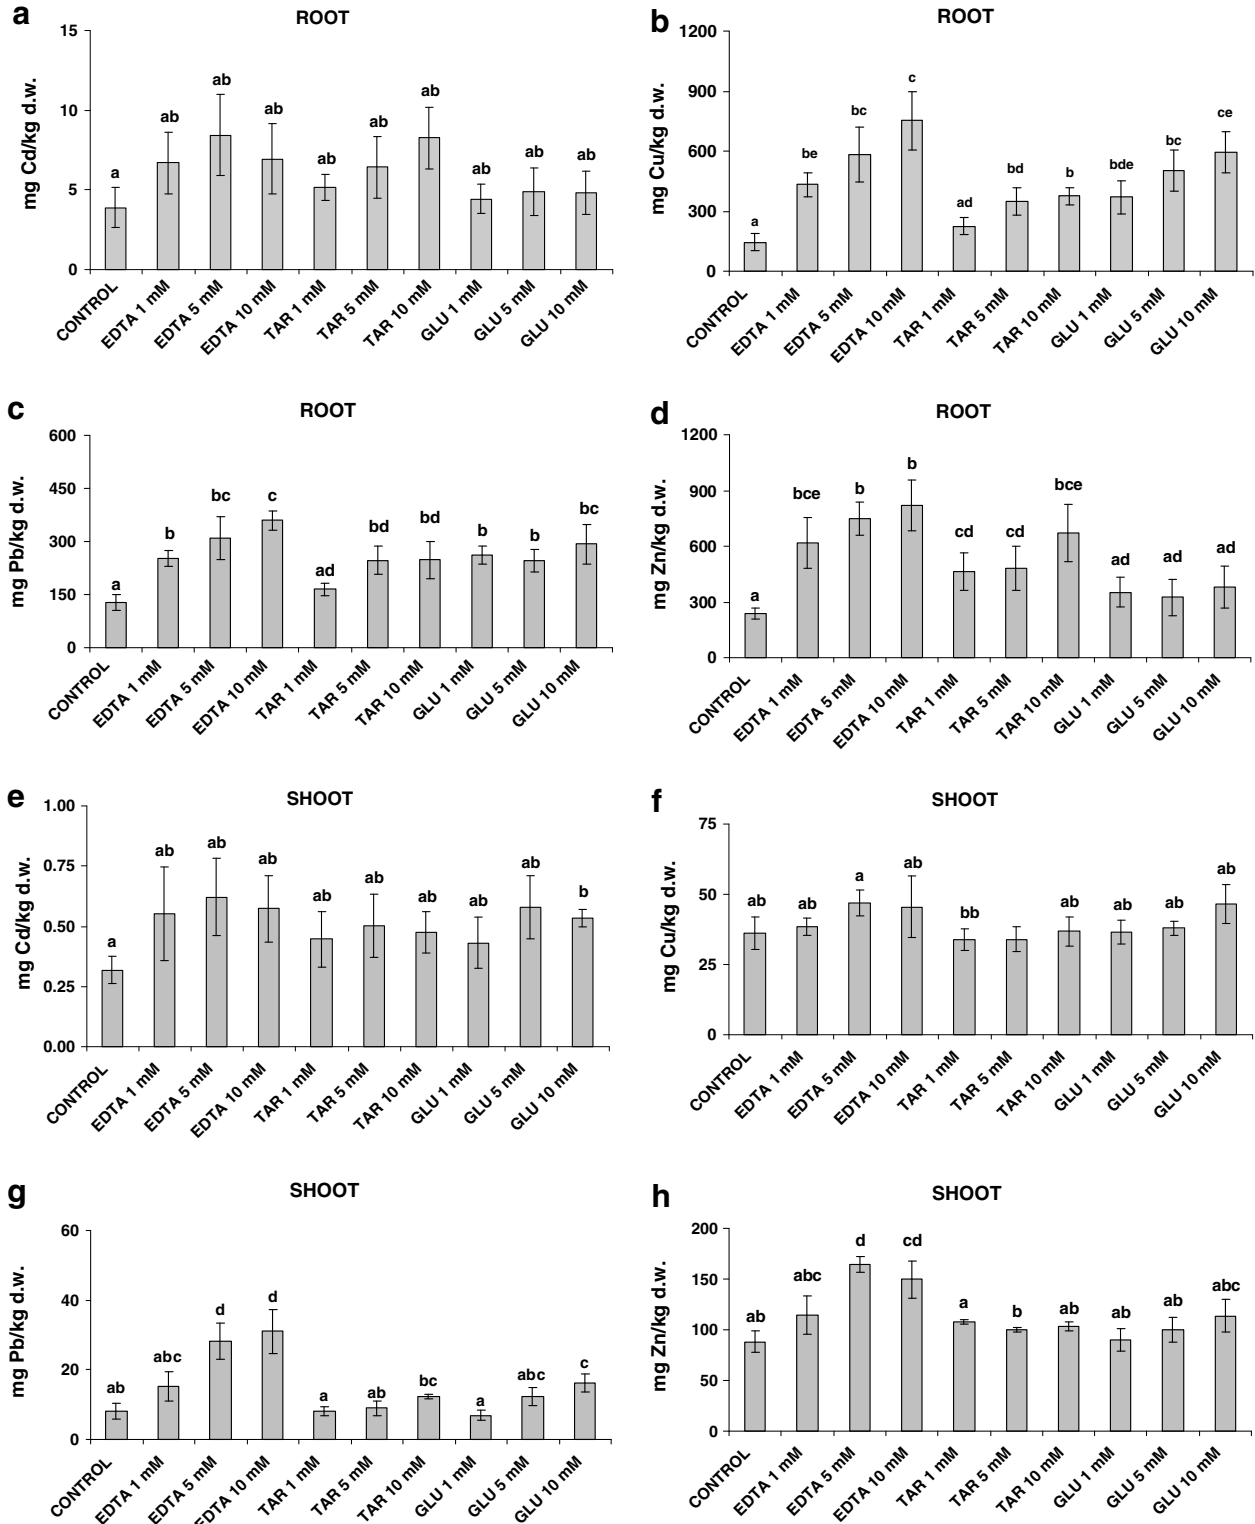 a
ROOT
mg Cd/kg d.w.
15
10
5
0
a
ab
ab
ab
ab
ab
ab
ab
ab
ab
CONTROL
EDTA 1 mM
EDTA 5 mM
EDTA 10 mM
TAR 1 mM
TAR 5 mM
TAR 10 mM
GLU 1 mM
GLU 5 mM
GLU 10 mM
b
ROOT
mg Cu/kg d.w.
1200
900
600
300
0
a
be
bc
c
ad
bd
b
bde
bc
ce
CONTROL
EDTA 1 mM
EDTA 5 mM
EDTA 10 mM
TAR 1 mM
TAR 5 mM
TAR 10 mM
GLU 1 mM
GLU 5 mM
GLU 10 mM
c
ROOT
mg Pb/kg d.w.
600
450
300
150
0
a
b
bc
c
ad
bd
bd
b
b
bc
CONTROL
EDTA 1 mM
EDTA 5 mM
EDTA 10 mM
TAR 1 mM
TAR 5 mM
TAR 10 mM
GLU 1 mM
GLU 5 mM
GLU 10 mM
d
ROOT
mg Zn/kg d.w.
1200
900
600
300
0
a
bce
b
b
cd
cd
bce
ad
ad
ad
CONTROL
EDTA 1 mM
EDTA 5 mM
EDTA 10 mM
TAR 1 mM
TAR 5 mM
TAR 10 mM
GLU 1 mM
GLU 5 mM
GLU 10 mM
e
SHOOT
mg Cd/kg d.w.
1.00
0.75
0.50
0.25
0.00
a
ab
ab
ab
ab
ab
ab
ab
ab
b
CONTROL
EDTA 1 mM
EDTA 5 mM
EDTA 10 mM
TAR 1 mM
TAR 5 mM
TAR 10 mM
GLU 1 mM
GLU 5 mM
GLU 10 mM
f
SHOOT
mg Cu/kg d.w.
75
50
25
0
ab
ab
a
ab
bb
ab
ab
ab
ab
CONTROL
EDTA 1 mM
EDTA 5 mM
EDTA 10 mM
TAR 1 mM
TAR 5 mM
TAR 10 mM
GLU 1 mM
GLU 5 mM
GLU 10 mM
g
SHOOT
mg Pb/kg d.w.
60
40
20
0
ab
abc
d
d
a
ab
bc
a
abc
c
CONTROL
EDTA 1 mM
EDTA 5 mM
EDTA 10 mM
TAR 1 mM
TAR 5 mM
TAR 10 mM
GLU 1 mM
GLU 5 mM
GLU 10 mM
h
SHOOT
mg Zn/kg d.w.
200
150
100
50
0
ab
abc
d
cd
a
b
ab
ab
ab
abc
CONTROL
EDTA 1 mM
EDTA 5 mM
EDTA 10 mM
TAR 1 mM
TAR 5 mM
TAR 10 mM
GLU 1 mM
GLU 5 mM
GLU 10 mM